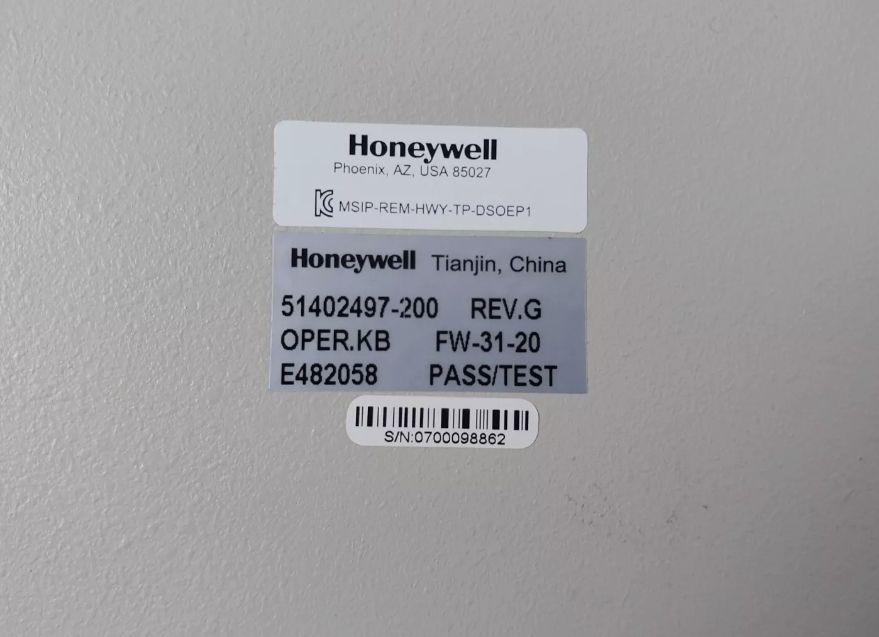 Honeywell
Phoenix, AZ, USA 85027
MSIP-REM-HWY-TP-DSOEP1
Honeywell Tianjin, China
51402497-200 REV.G
OPER.KB FW-31-20
E482058 PASS/TEST
S/N:0700098862